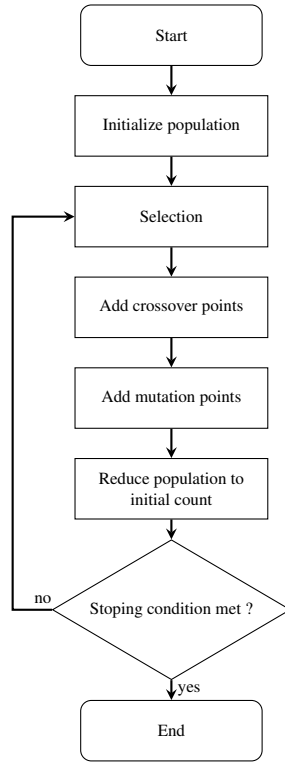 Start
Initialize population
Selection
Add crossover points
Add mutation points
Reduce population to
initial count
Stoping condition met ?
no
yes
End